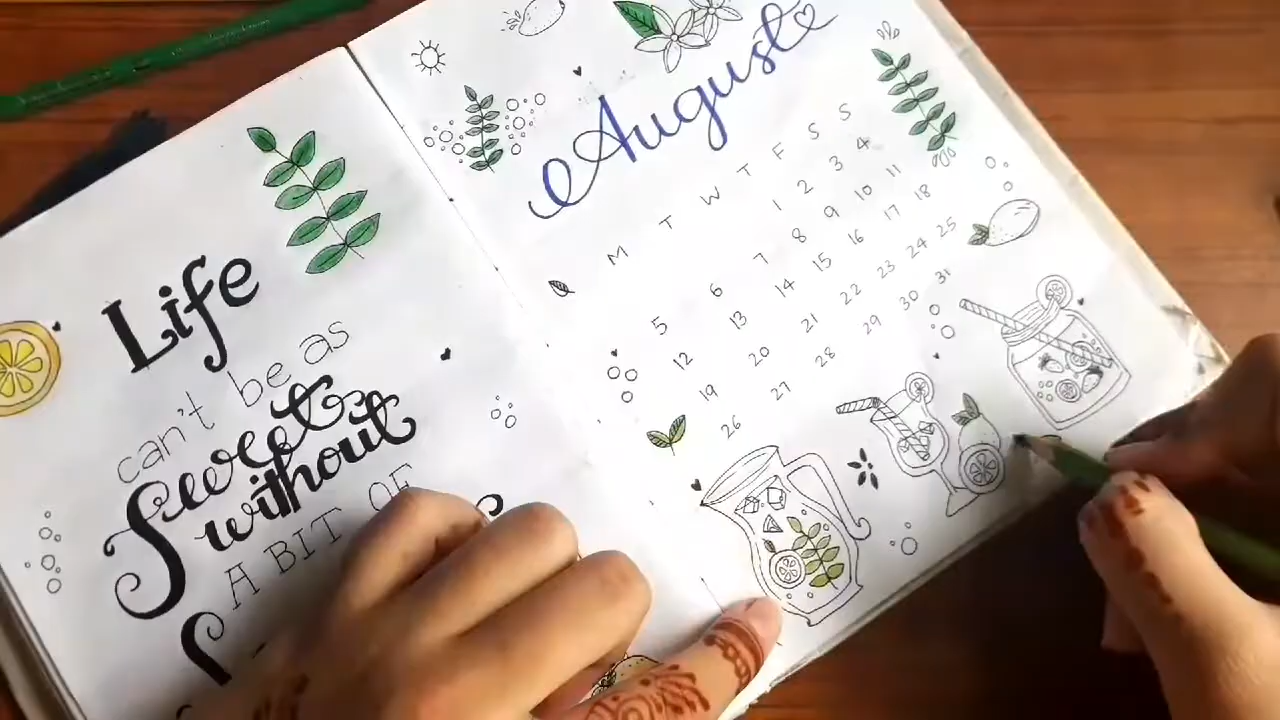 Life
can't be as
Sweet
without
A BIT OF
August
M T W T F S S
1 2 3 4
5 6 7 8 9 10 11
12 13 14 15 16 17 18
19 20 21 22 23 24 25
26 27 28 29 30 31